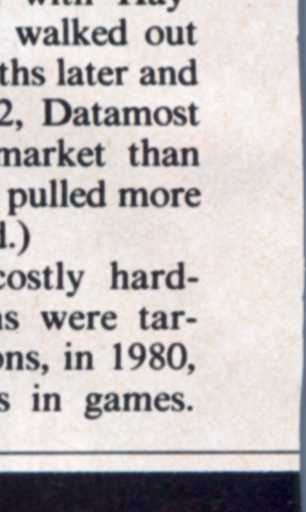 with Hay-
walked out
ths later and
2, Datamost
market than
pulled more
d.)
costly hard-
ns were tar-
ons, in 1980,
s in games.